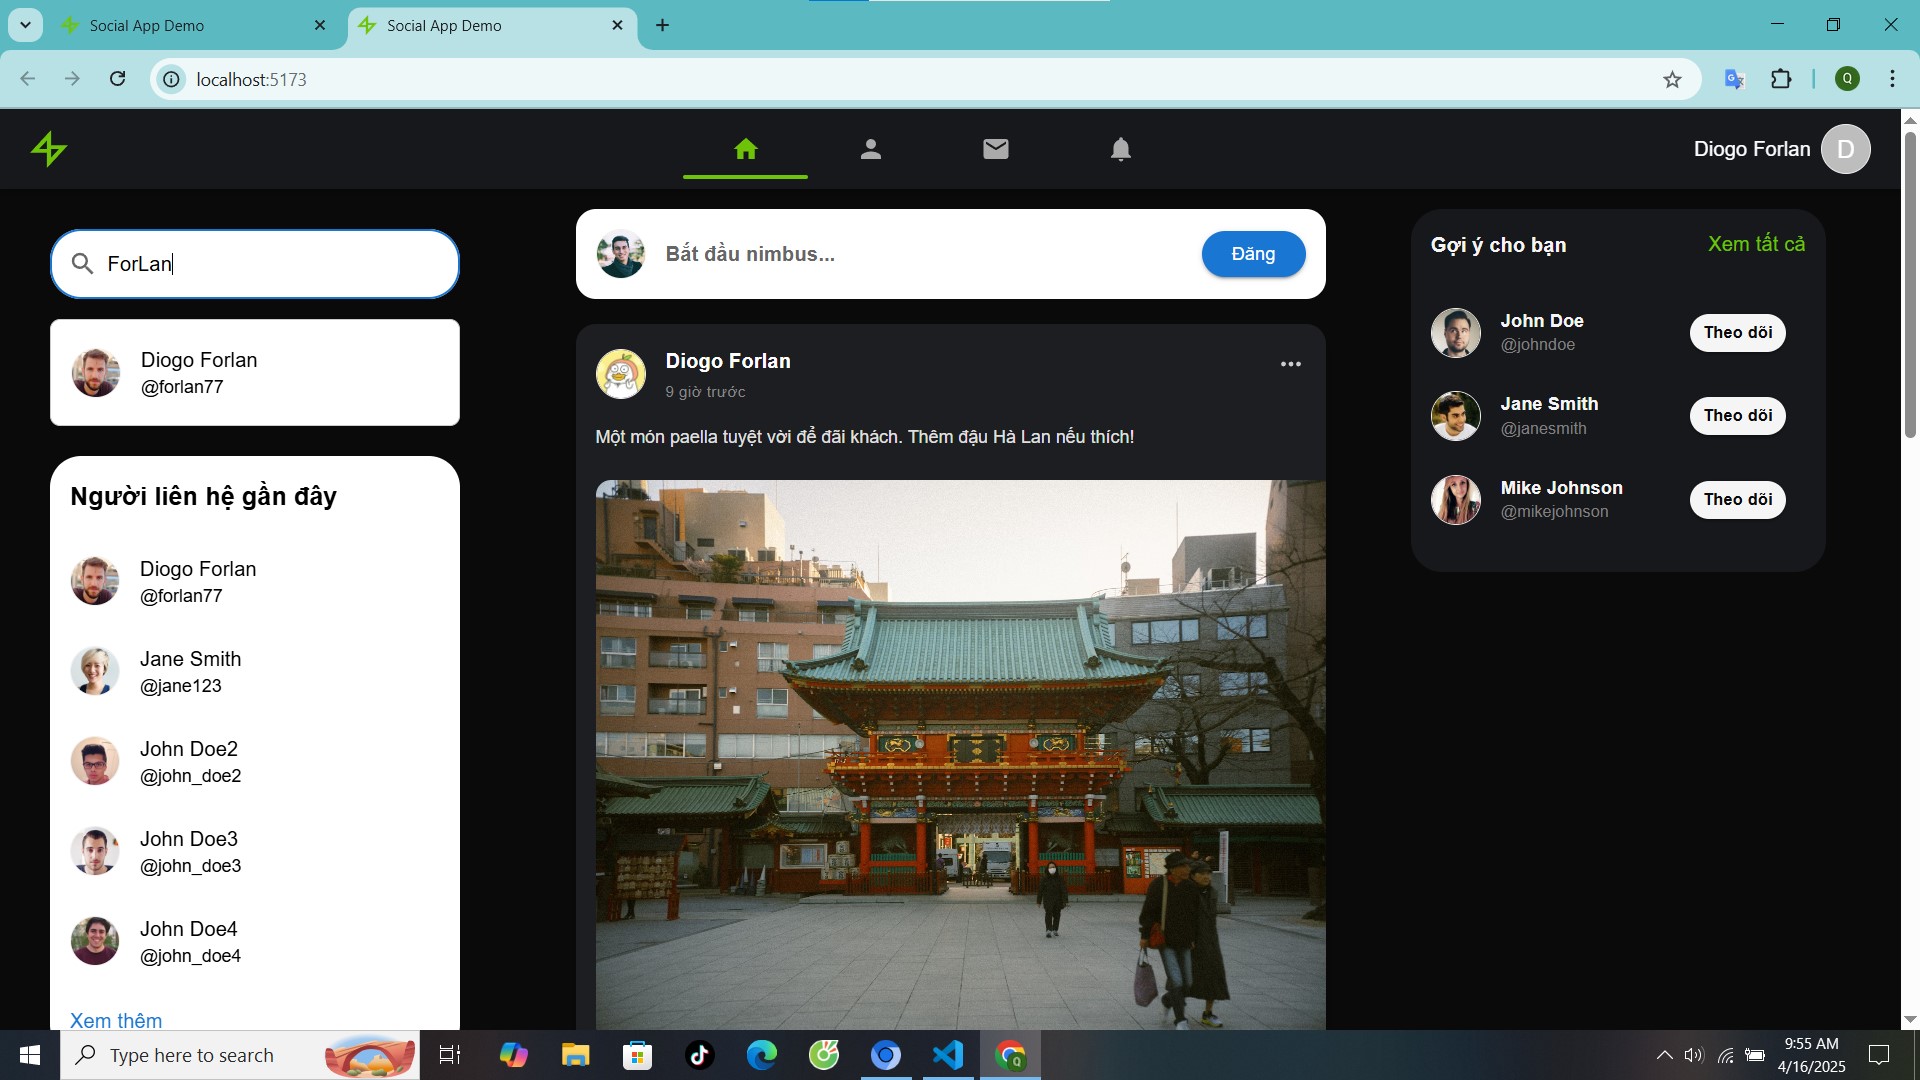 Social App Demo
Social App Demo
localhost:5173
Q
Diogo Forlan
D
ForLan
Diogo Forlan
@forlan77
Người liên hệ gần đây
Diogo Forlan
@forlan77
Jane Smith
@jane123
John Doe2
@john_doe2
John Doe3
@john_doe3
John Doe4
@john_doe4
Xem thêm
Bắt đầu nimbus...
Đăng
Diogo Forlan
9 giờ trước
Một món paella tuyệt vời để đãi khách. Thêm đậu Hà Lan nếu thích!
Gợi ý cho bạn
Xem tất cả
John Doe
@johndoe
Theo dõi
Jane Smith
@janesmith
Theo dõi
Mike Johnson
@mikejohnson
Theo dõi
Type here to search
Q
9:55 AM
4/16/2025